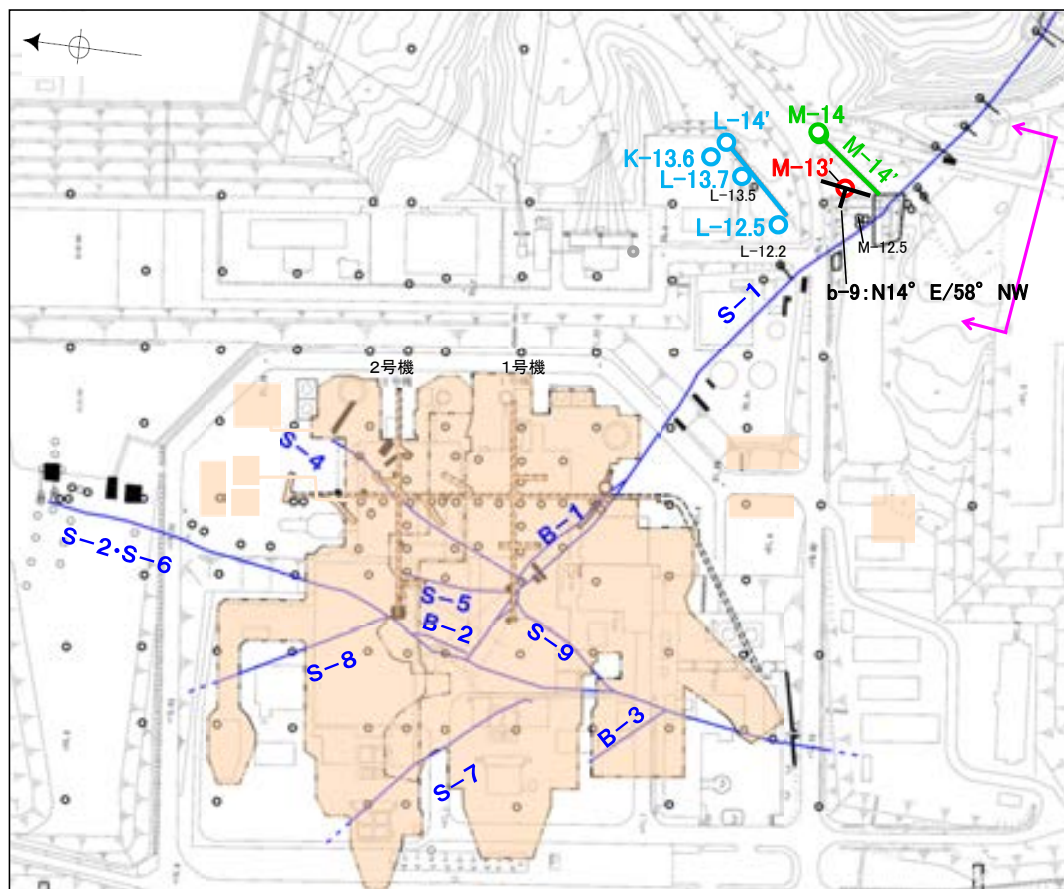 L-14'
M-14
K-13.6
M-14'
M-13'
L-13.7
L-13.5
L-12.5
M-12.5
L-12.2
b-9:N14° E/58° NW
S-1
2号機
1号機
S-4
B-1
S-2・S-6
S-5
B-2
S-9
S-8
B-3
S-7